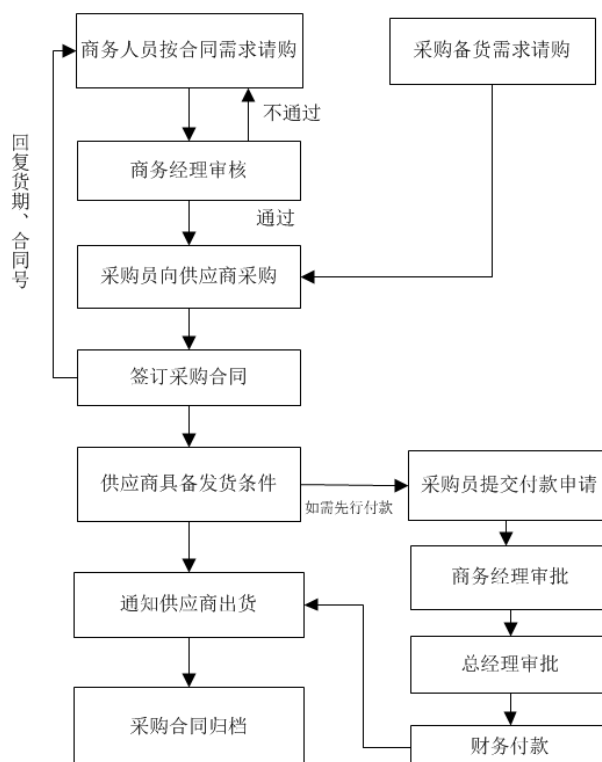 商务人员按合同需求请购
采购备货需求请购
不通过
商务经理审核
通过
回复货期、合同号
采购员向供应商采购
签订采购合同
供应商具备发货条件
如需先行付款
采购员提交付款申请
商务经理审批
通知供应商出货
总经理审批
采购合同归档
财务付款